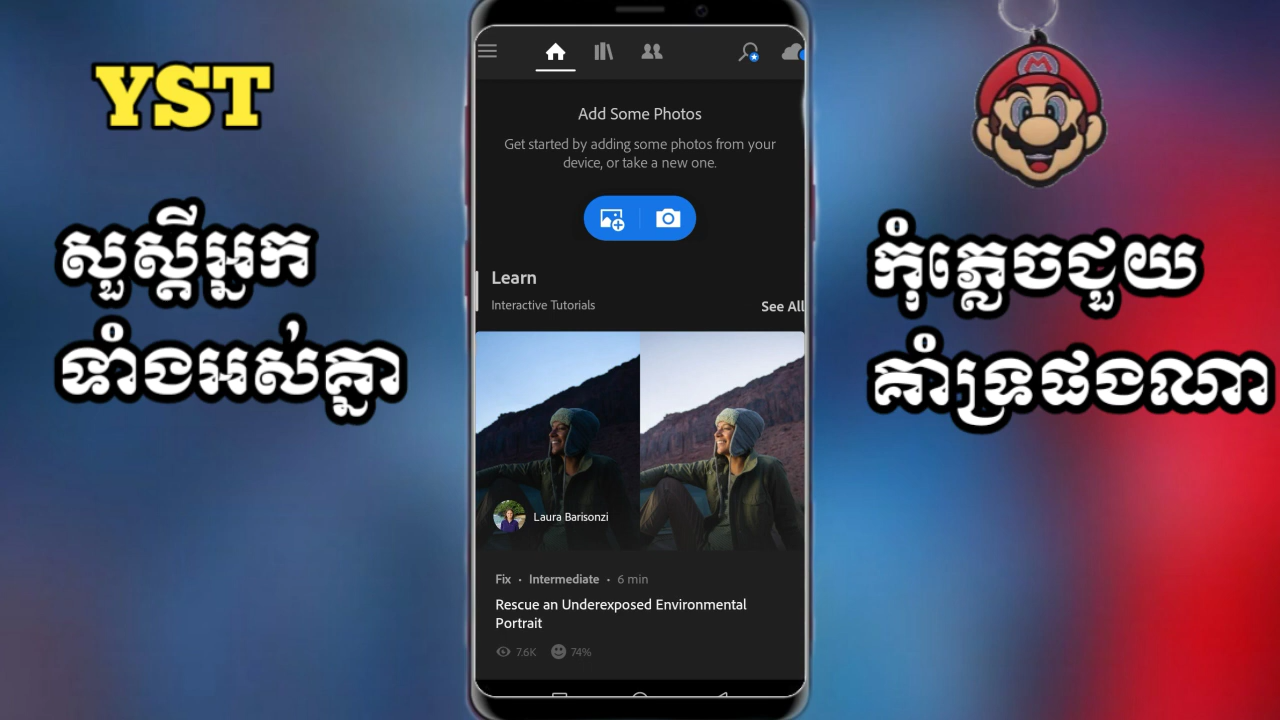 YST
សួស្តីអ្នក
ទាំងអស់គ្នា
Add Some Photos
Get started by adding some photos from your
device, or take a new one.
Learn
Interactive Tutorials
See All
Laura Barisonzi
Fix • Intermediate • 6 min
Rescue an Underexposed Environmental
Portrait
7.6K 74%
M
កុំភ្លេចជួយ
គាំទ្រផងណា